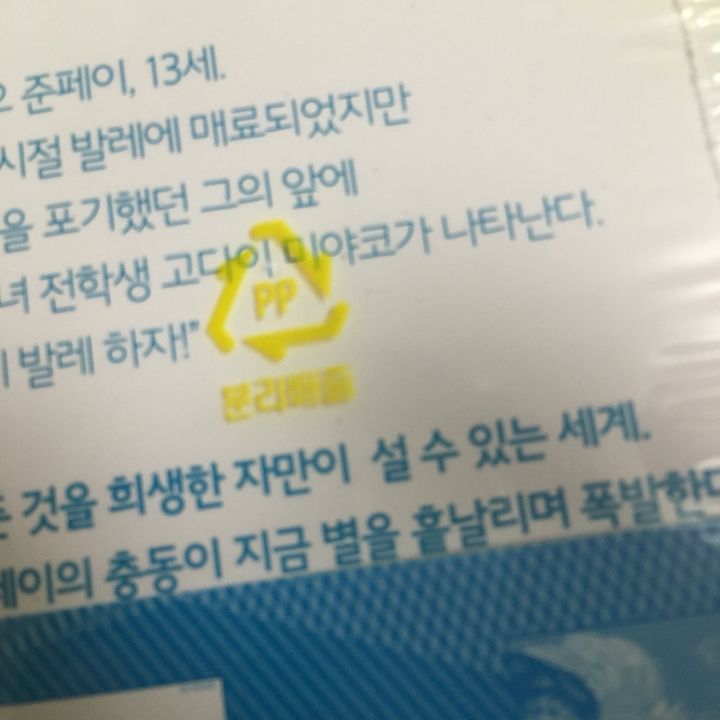 준페이, 13세.
시절 발레에 매료되었지만
을 포기했던 그의 앞에
전학생 고다이 미야코가 나타난다.
발레 하자!”
PP
분리배출
것을 희생한 자만이 설 수 있는 세계.
충동이 지금 별을 흩날리며 폭발한다